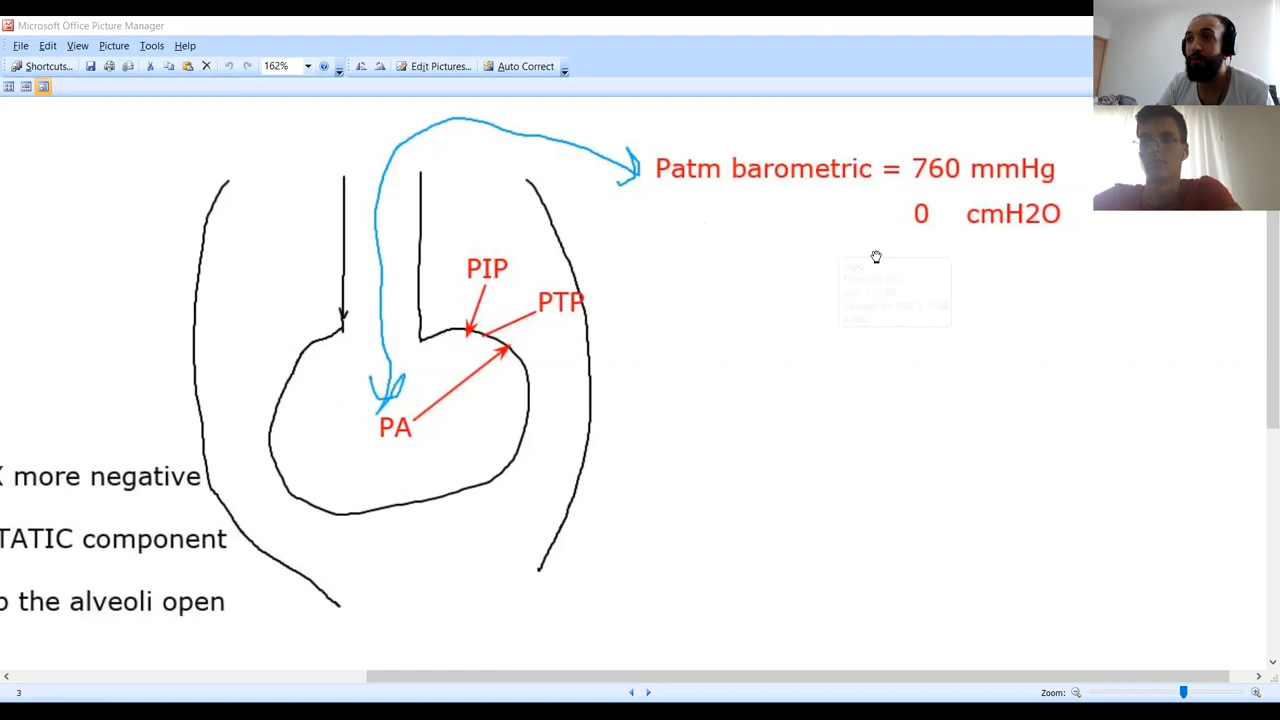 Microsoft Office Picture Manager
File Edit View Picture Tools Help
Shortcuts... 162% Edit Pictures... Auto Correct
Patm barometric = 760 mmHg
0 cmH2O
PIP
PTP
PA
X more negative
TATIC component
p the alveoli open
3
Zoom: